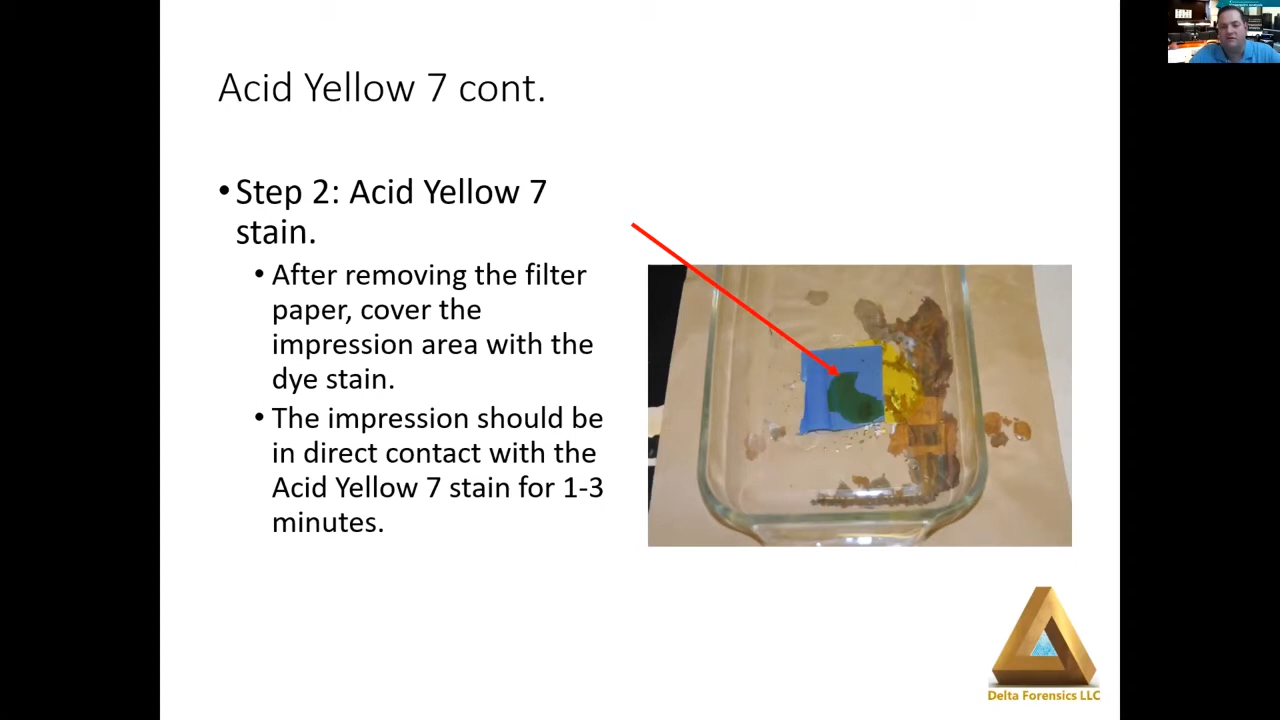 Acid Yellow 7 cont.
• Step 2: Acid Yellow 7
stain.
• After removing the filter
paper, cover the
impression area with the
dye stain.
• The impression should be
in direct contact with the
Acid Yellow 7 stain for 1-3
minutes.
Delta Forensics LLC